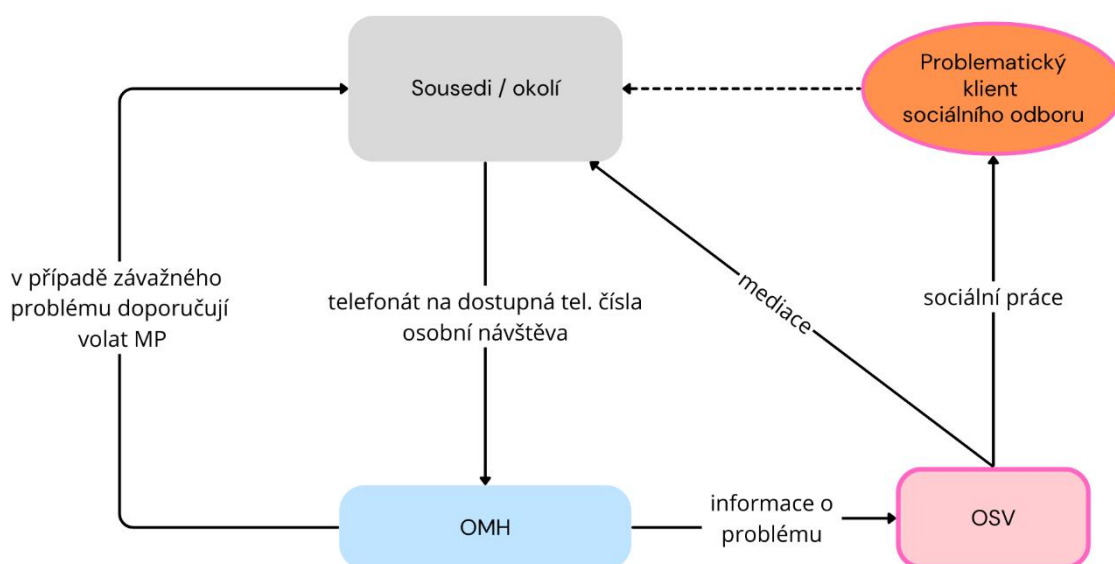 Sousedi / okolí
Problematický
klient
sociálního odboru
v případě závažného
problému doporučují
volat MP
telefonát na dostupná tel. čísla
osobní návštěva
mediace
sociální práce
OMH
informace o
problému
OSV